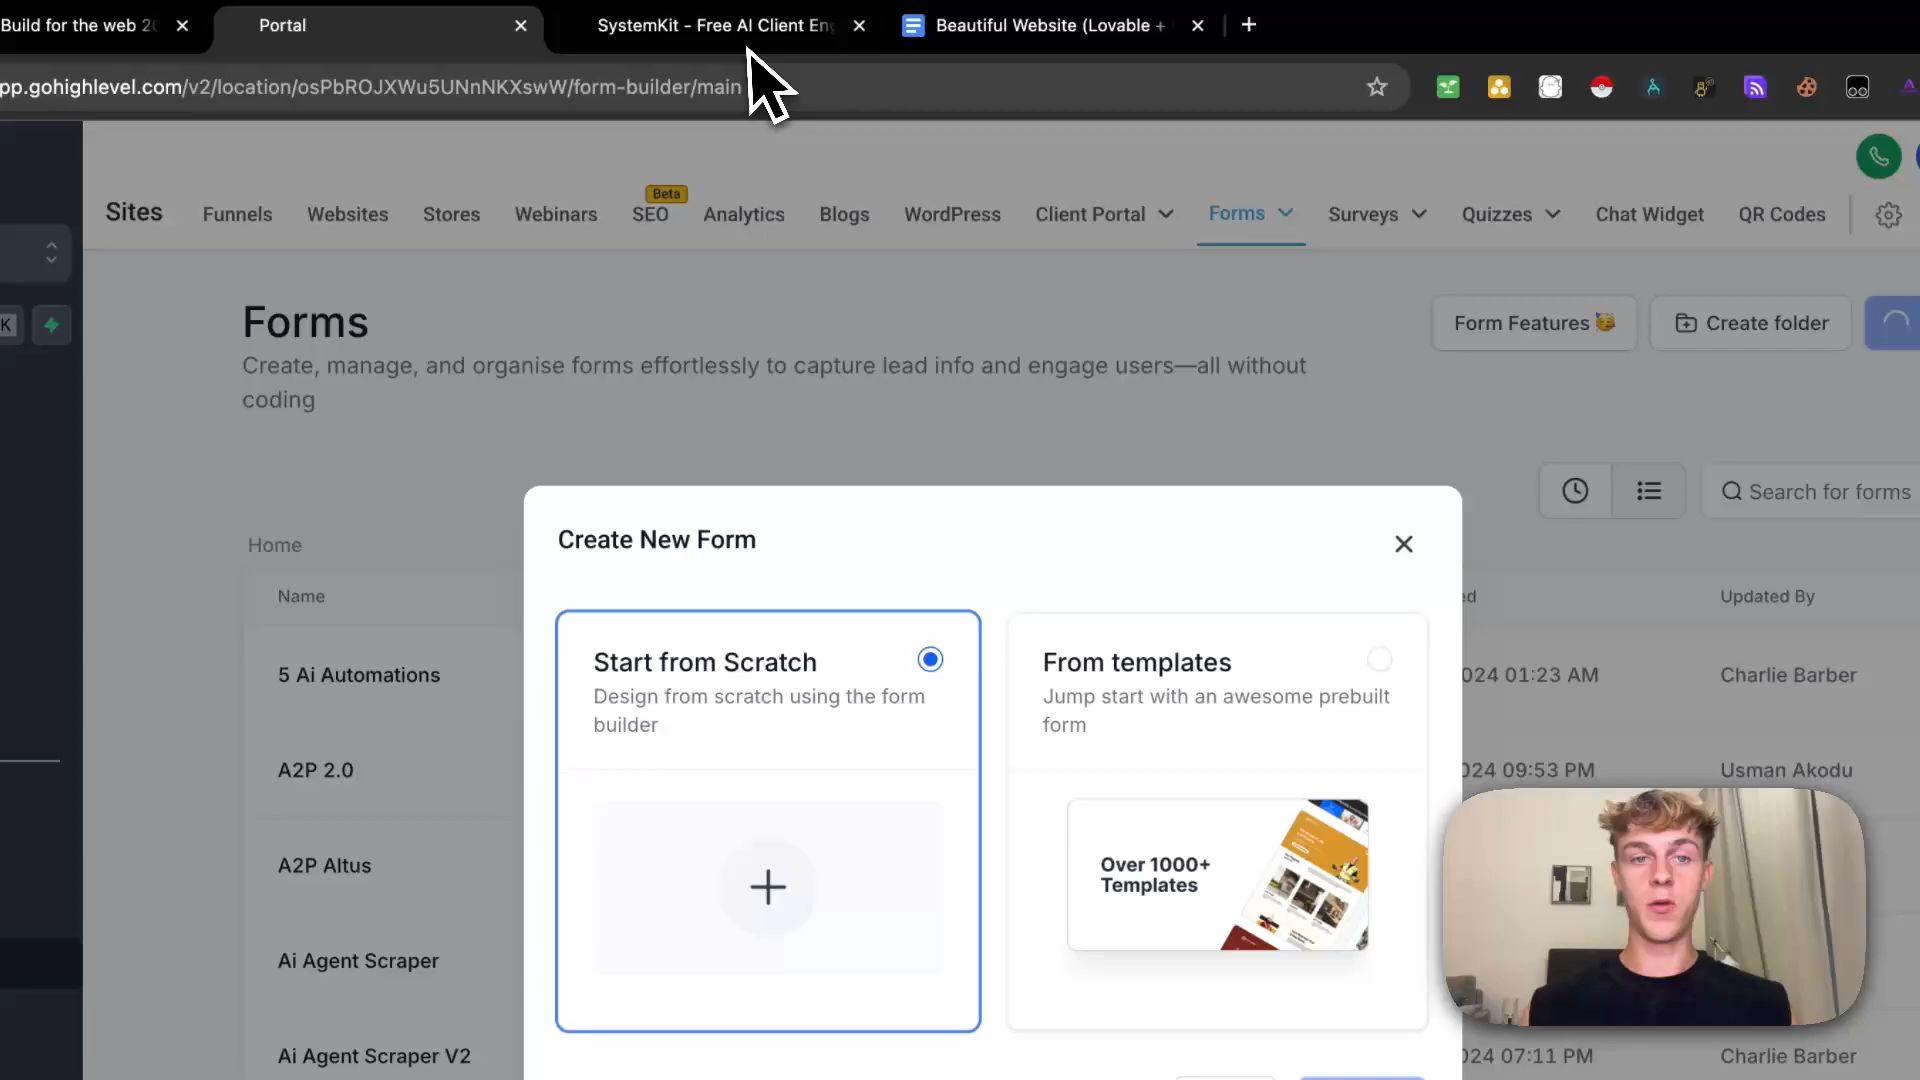 Build for the web 20
Portal
SystemKit - Free AI Client Eng
Beautiful Website (Lovable +
pp.gohighlevel.com/v2/location/osPbROJXWu5UNnNKXswW/form-builder/main
Sites
Funnels
Websites
Stores
Webinars
Beta
SEO
Analytics
Blogs
WordPress
Client Portal
Forms
Surveys
Quizzes
Chat Widget
QR Codes
K
Forms
Create, manage, and organise forms effortlessly to capture lead info and engage users—all without
coding
Form Features 🥳
Create folder
Search for forms
Home
Name
ed
Updated By
5 Ai Automations
024 01:23 AM
Charlie Barber
A2P 2.0
024 09:53 PM
Usman Akodu
A2P Altus
Ai Agent Scraper
Ai Agent Scraper V2
024 07:11 PM
Charlie Barber
Create New Form
Start from Scratch
Design from scratch using the form
builder
From templates
Jump start with an awesome prebuilt
form
Over 1000+
Templates